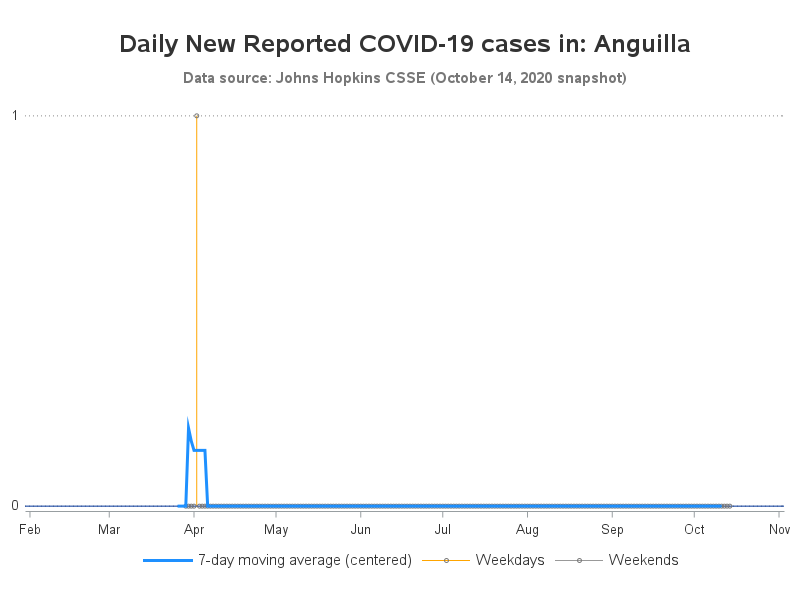 Daily New Reported COVID-19 cases in: Anguilla
Data source: Johns Hopkins CSSE (October 14, 2020 snapshot)
1
0
Feb Mar Apr May Jun Jul Aug Sep Oct Nov
7-day moving average (centered) Weekdays Weekends